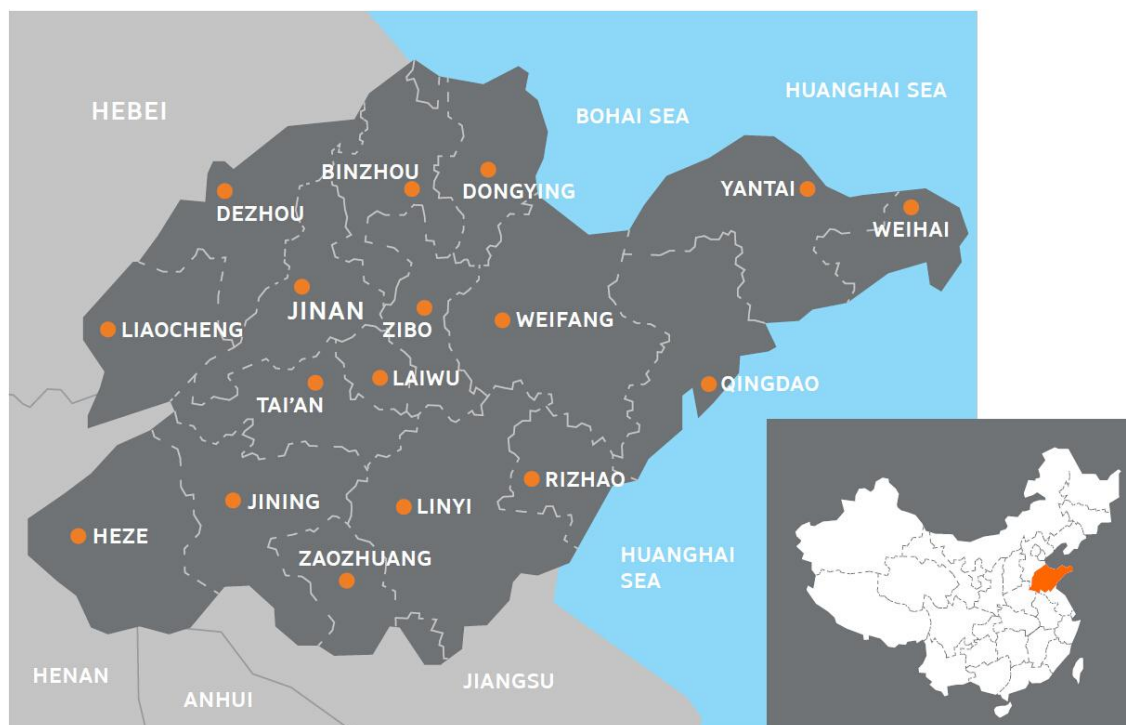 HUANGHAI SEA
HEBEI
BOHAI SEA
BINZHOU
DONGYING
YANTAI
DEZHOU
WEIHAI
JINAN
WEIFANG
LIAOCHENG
ZIBO
LAIWU
QINGDAO
TAI'AN
RIZHAO
JINING
LINYI
HEZE
ZAOZHUANG
HUANGHAI
SEA
HENAN
JIANGSU
ANHUI